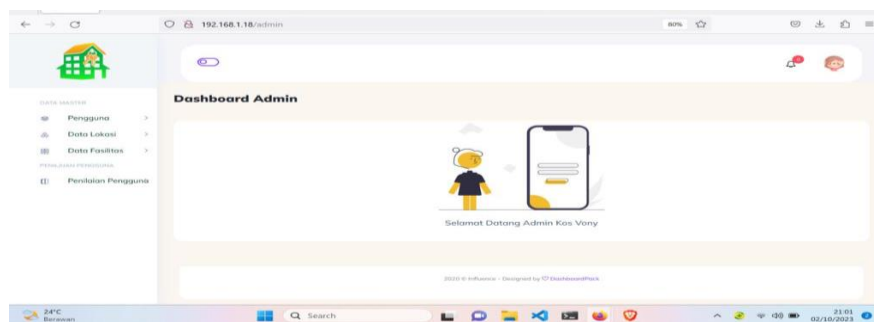 192.168.1.18/admin
80%
Dashboard Admin
DATA MASTER
Pengguna
Data Lokasi
Data Fasilitas
PENILAIAN PENGGUNA
Penilaian Pengguna
Selamat Datang Admin Kos Vony
2020 © Influence - Designed by DashboardPack
24°C
Berawan
Search
21:01
02/10/2023